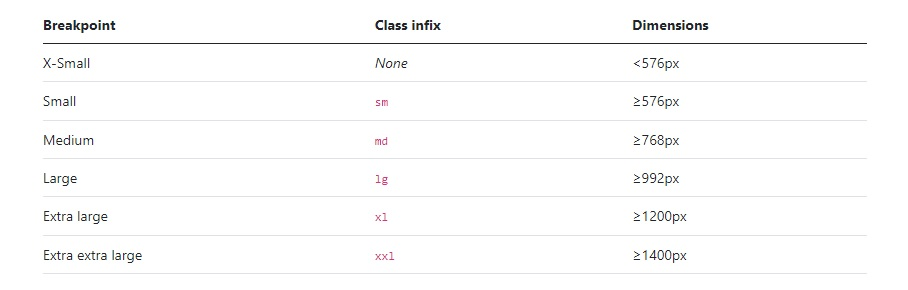 Breakpoint Class infix Dimensions
X-Small None <576px
Small sm ≥576px
Medium md ≥768px
Large lg ≥992px
Extra large xl ≥1200px
Extra extra large xxl ≥1400px